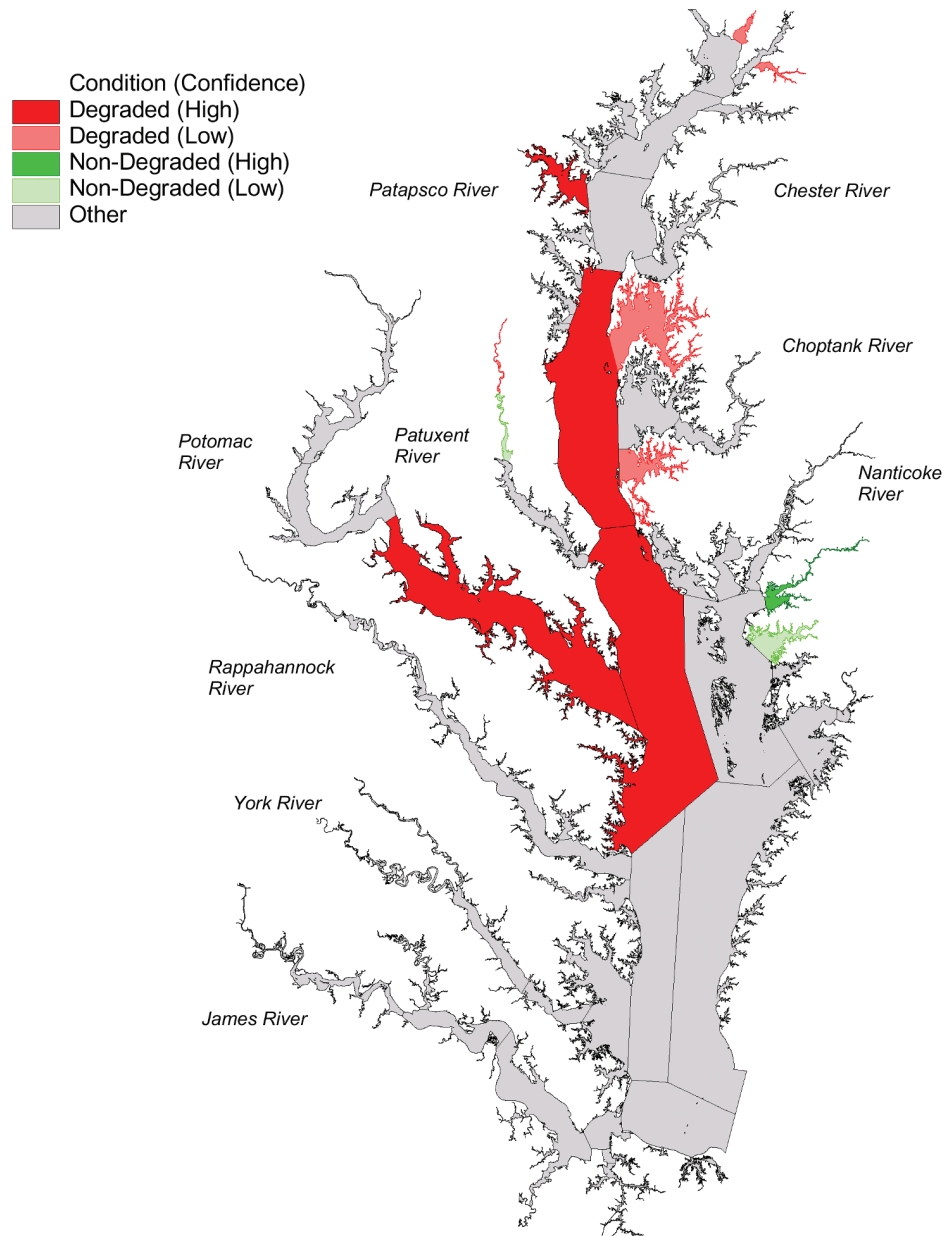 Condition (Confidence)
Degraded (High)
Degraded (Low)
Non-Degraded (High)
Non-Degraded (Low)
Other
Patapsco River
Chester River
Choptank River
Potomac
River
Patuxent
River
Nanticoke
River
Rappahannock
River
York River
James River